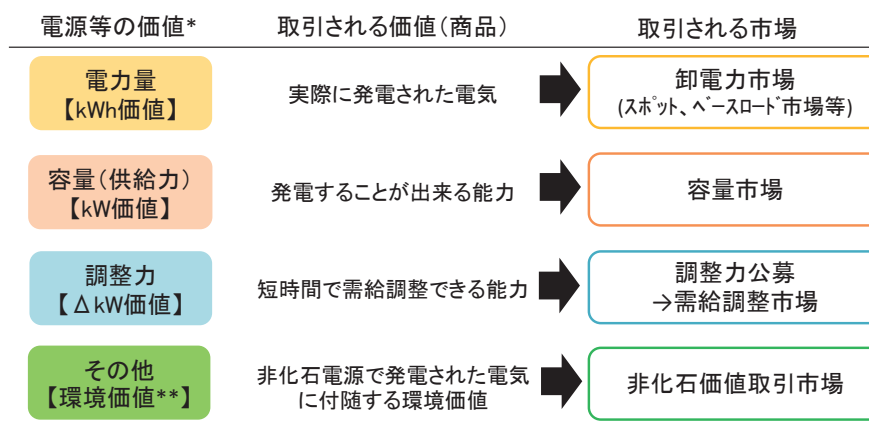 電源等の価値* 取引される価値(商品) 取引される市場
電力量
【kWh価値】
実際に発電された電気
卸電力市場
(ｽﾎﾟｯﾄ、ﾍﾞｰｽﾛｰﾄﾞ市場等)
容量(供給力)
【kW価値】
発電することが出来る能力
容量市場
調整力
【ΔkW価値】
短時間で需給調整できる能力
調整力公募
→需給調整市場
その他
【環境価値**】
非化石電源で発電された電気
に付随する環境価値
非化石価値取引市場